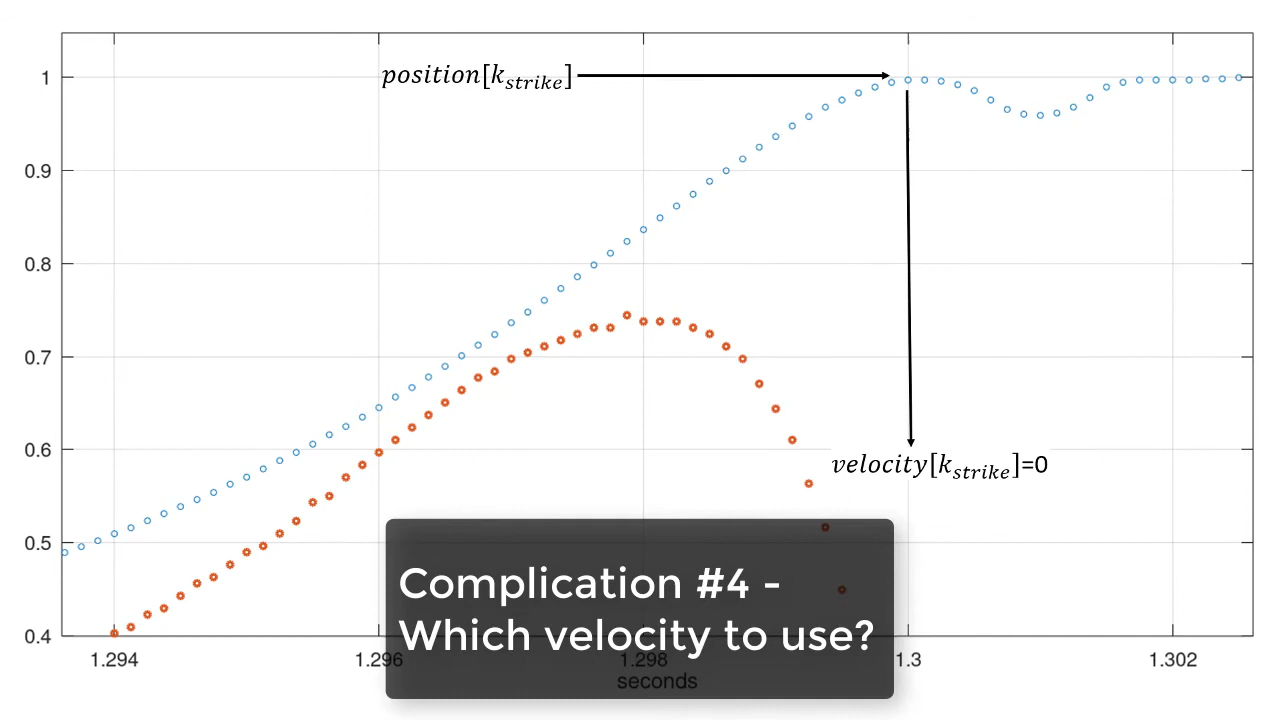 position[k_strike]
1
0.9
0.8
0.7
0.6
velocity[k_strike]=0
0.5
Complication #4 -
Which velocity to use?
0.4
1.294 1.296 1.298 1.3 1.302
seconds